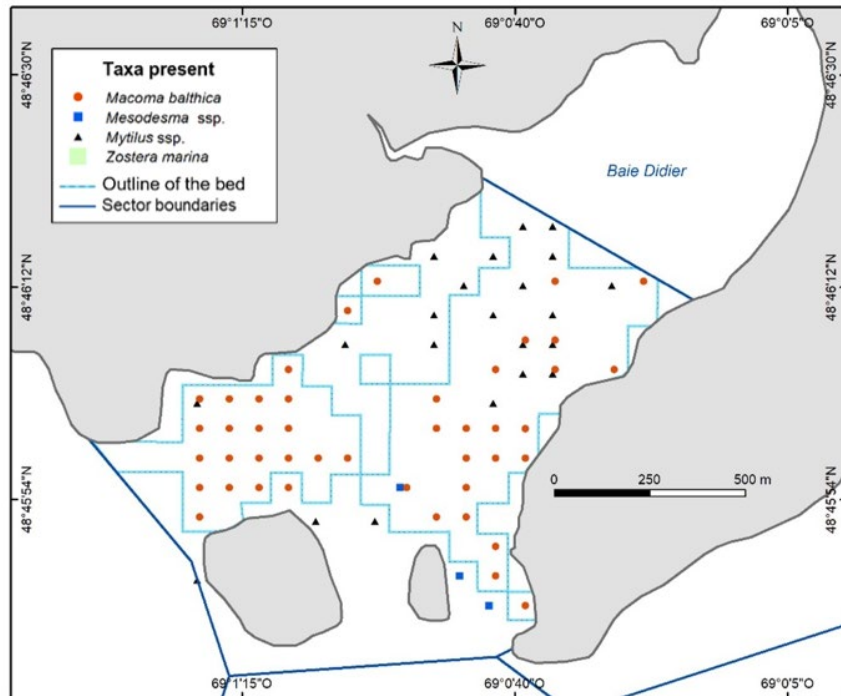 69°1'15"O 69°0'40"O 69°0'5"O
N
48°46'30"N 48°46'30"N
Taxa present
Macoma balthica
Mesodesma ssp.
Mytilus ssp.
Zostera marina
Outline of the bed
Sector boundaries
Baie Didier
48°46'12"N 48°46'12"N
0 250 500 m
48°45'54"N 48°45'54"N
69°1'15"O 69°0'40"O 69°0'5"O